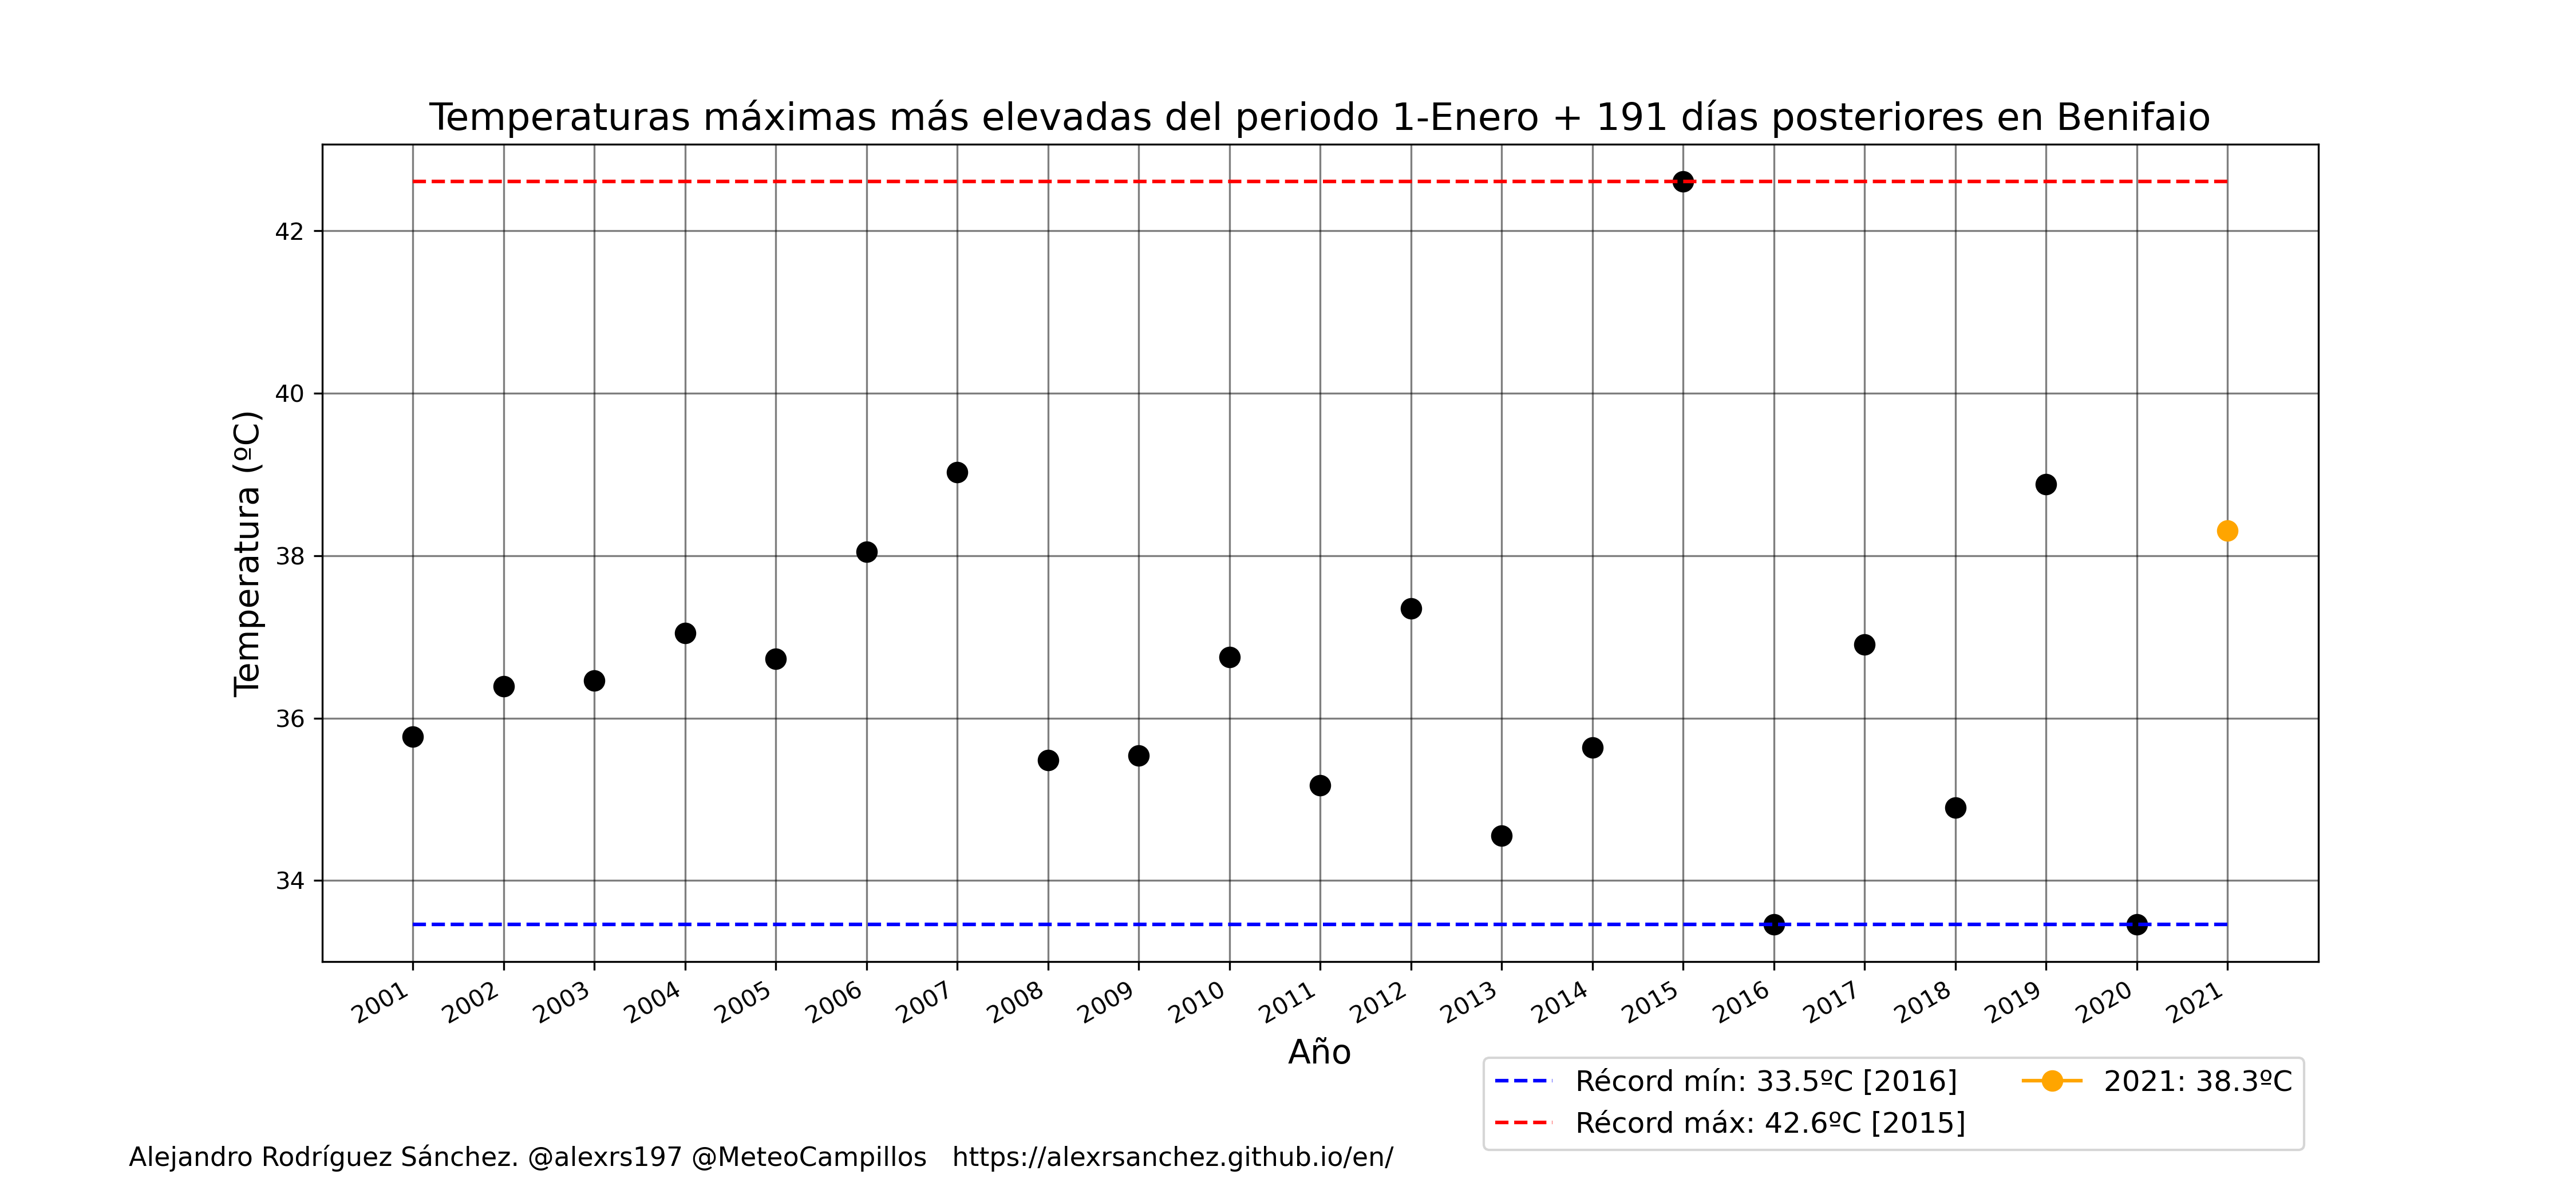 Temperaturas máximas más elevadas del periodo 1-Enero + 191 días posteriores en Benifaio
Temperatura (ºC)
42
40
38
36
34
2001 2002 2003 2004 2005 2006 2007 2008 2009 2010 2011 2012 2013 2014 2015 2016 2017 2018 2019 2020 2021
Año
Récord mín: 33.5ºC [2016]
Récord máx: 42.6ºC [2015]
2021: 38.3ºC
Alejandro Rodríguez Sánchez. @alexrs197 @MeteoCampillos https://alexrsanchez.github.io/en/